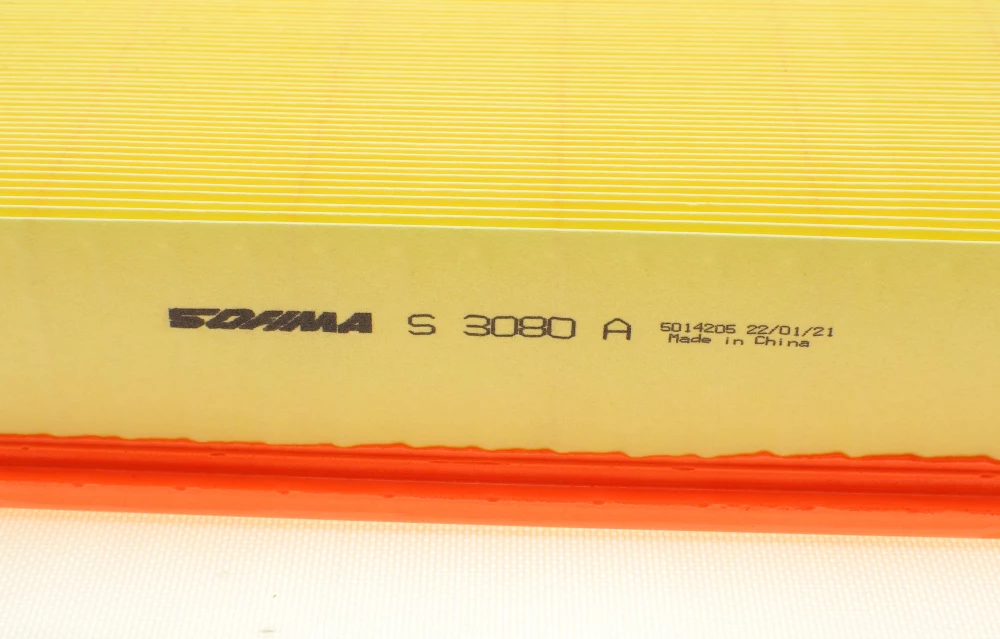 SOFIMA S 3080 A 5014205 22/01/21
Made in China